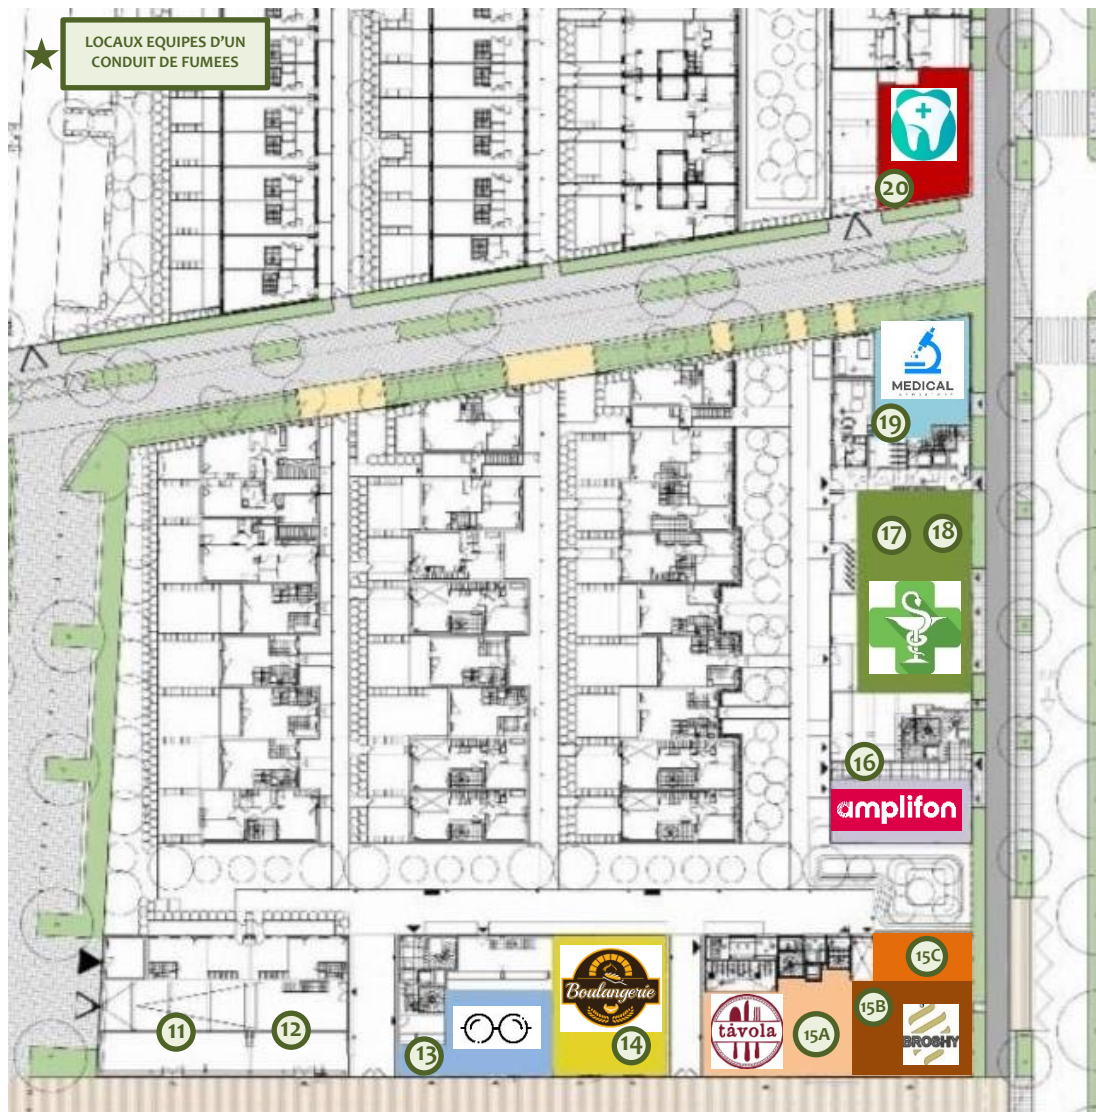 LOCAUX EQUIPES D'UN
CONDUIT DE FUMEES
20
MEDICAL
19
17
18
16
amplifon
15C
Boulangerie
15B
távola
15A
BROSHY
11
12
13
14